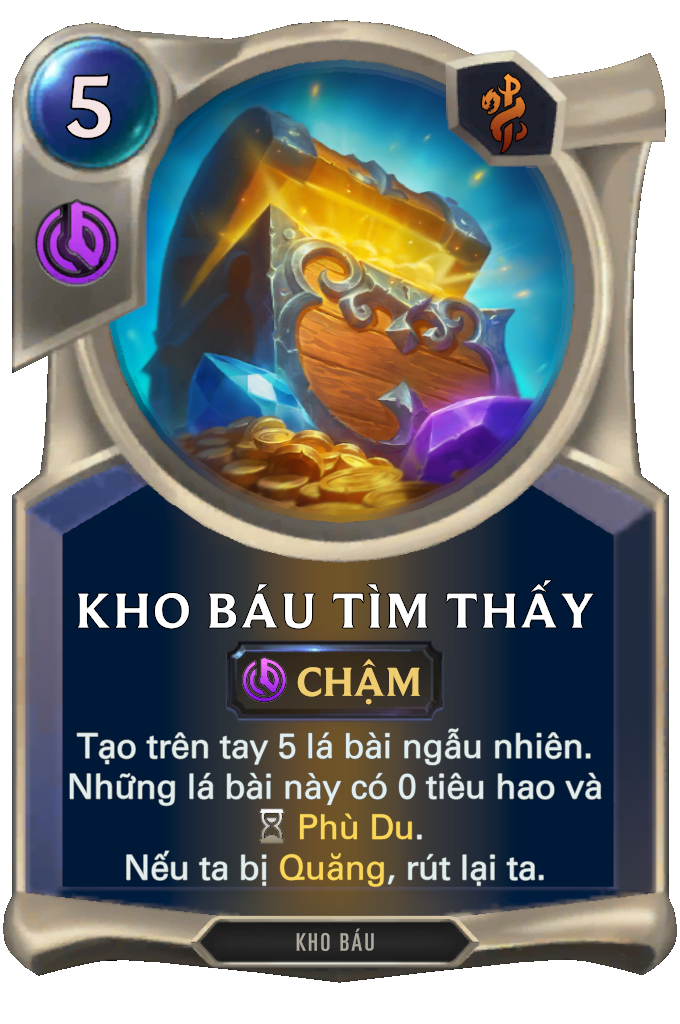 5
KHO BÁU TÌM THẤY
CHẬM
Tạo trên tay 5 lá bài ngẫu nhiên.
Những lá bài này có 0 tiêu hao và
Phù Du.
Nếu ta bị Quăng, rút lại ta.
KHO BÁU